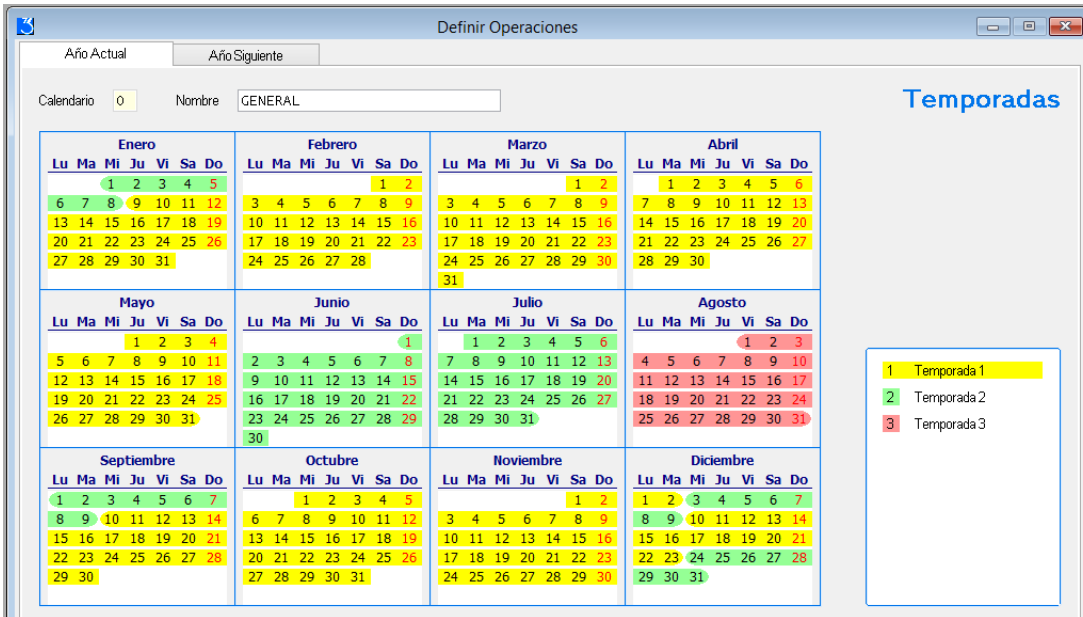 3 Definir Operaciones
Año Actual Año Siguiente
Calendario 0 Nombre GENERAL Temporadas
Enero Febrero Marzo Abril
Lu Ma Mi Ju Vi Sa Do Lu Ma Mi Ju Vi Sa Do Lu Ma Mi Ju Vi Sa Do Lu Ma Mi Ju Vi Sa Do
1 2 3 4 5 1 2 1 2 1 2 3 4 5 6
6 7 8 9 10 11 12 3 4 5 6 7 8 9 3 4 5 6 7 8 9 7 8 9 10 11 12 13
13 14 15 16 17 18 19 10 11 12 13 14 15 16 10 11 12 13 14 15 16 14 15 16 17 18 19 20
20 21 22 23 24 25 26 17 18 19 20 21 22 23 17 18 19 20 21 22 23 21 22 23 24 25 26 27
27 28 29 30 31 24 25 26 27 28 24 25 26 27 28 29 30 28 29 30
31
Mayo Junio Julio Agosto
Lu Ma Mi Ju Vi Sa Do Lu Ma Mi Ju Vi Sa Do Lu Ma Mi Ju Vi Sa Do Lu Ma Mi Ju Vi Sa Do
1 2 3 4 1 1 2 3 4 5 6 1 2 3
5 6 7 8 9 10 11 2 3 4 5 6 7 8 7 8 9 10 11 12 13 4 5 6 7 8 9 10
12 13 14 15 16 17 18 9 10 11 12 13 14 15 14 15 16 17 18 19 20 11 12 13 14 15 16 17
19 20 21 22 23 24 25 16 17 18 19 20 21 22 21 22 23 24 25 26 27 18 19 20 21 22 23 24
26 27 28 29 30 31 23 24 25 26 27 28 29 28 29 30 31 25 26 27 28 29 30 31
30
Septiembre Octubre Noviembre Diciembre
Lu Ma Mi Ju Vi Sa Do Lu Ma Mi Ju Vi Sa Do Lu Ma Mi Ju Vi Sa Do Lu Ma Mi Ju Vi Sa Do
1 2 3 4 5 6 7 1 2 3 4 5 1 2 1 2 3 4 5 6 7
8 9 10 11 12 13 14 6 7 8 9 10 11 12 3 4 5 6 7 8 9 8 9 10 11 12 13 14
15 16 17 18 19 20 21 13 14 15 16 17 18 19 10 11 12 13 14 15 16 15 16 17 18 19 20 21
22 23 24 25 26 27 28 20 21 22 23 24 25 26 17 18 19 20 21 22 23 22 23 24 25 26 27 28
29 30 27 28 29 30 31 24 25 26 27 28 29 30 29 30 31
1 Temporada 1
2 Temporada 2
3 Temporada 3